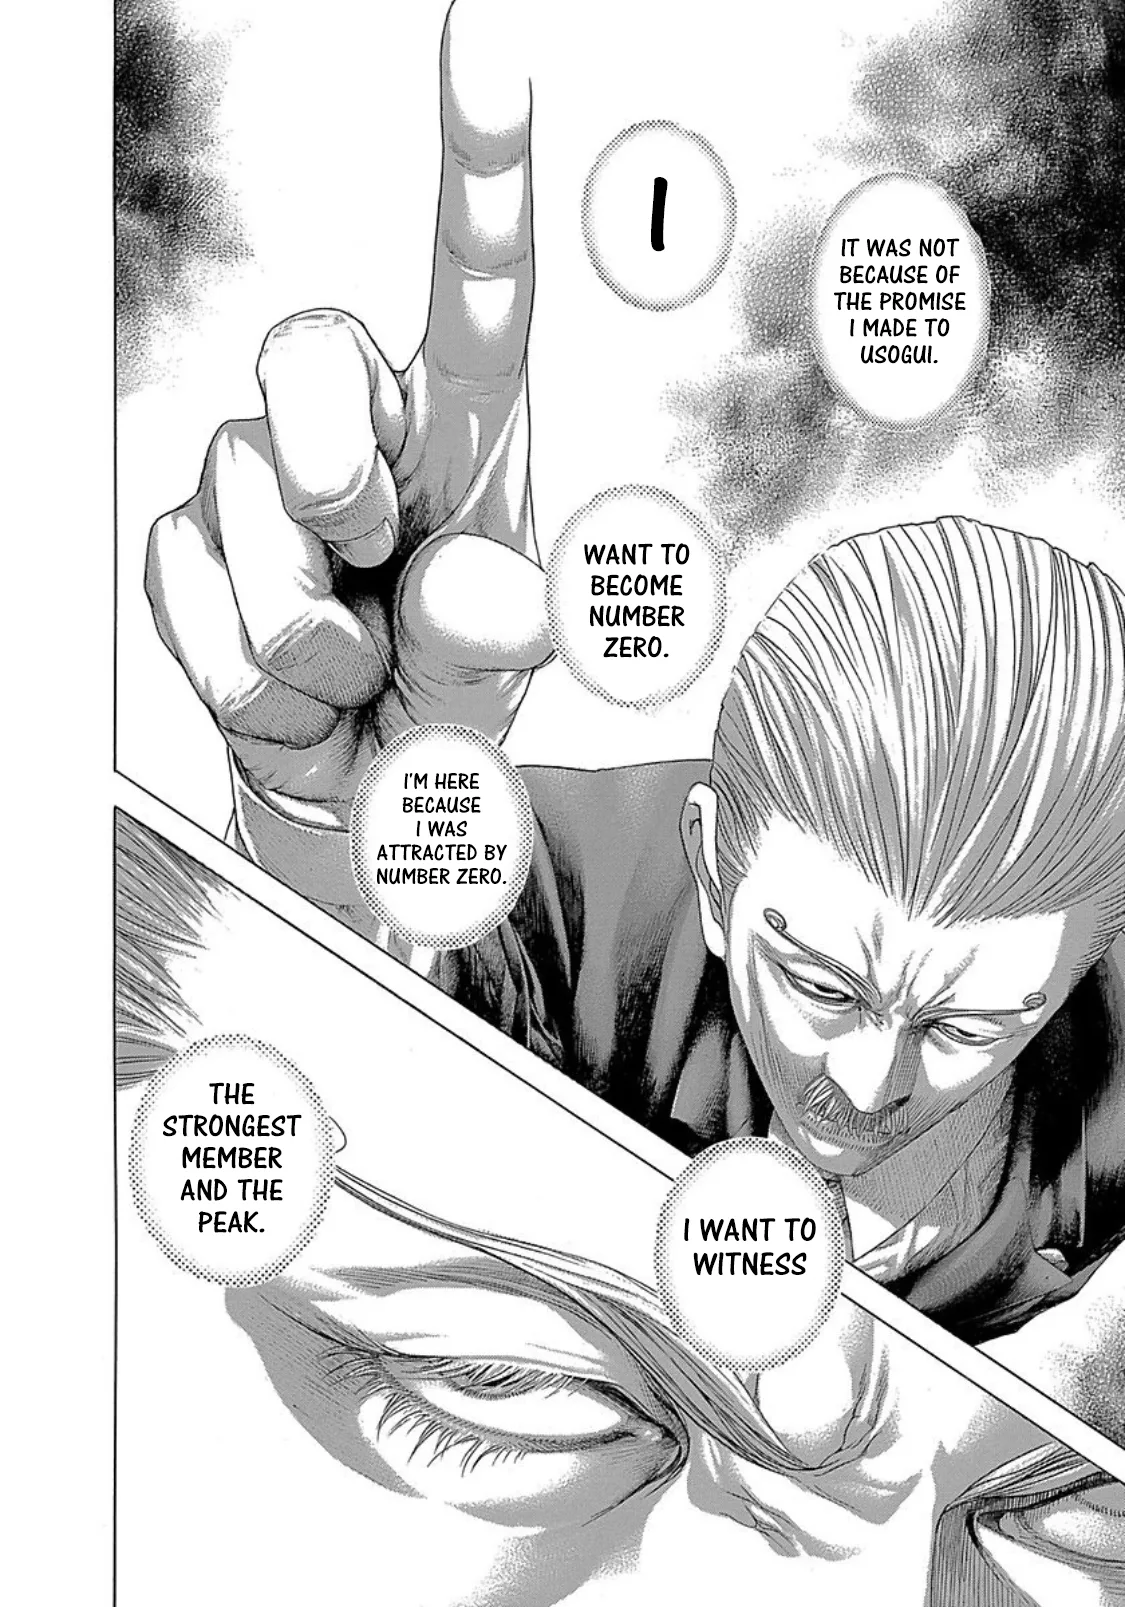 IT WAS NOT
BECAUSE OF
THE PROMISE
I MADE TO
USOGUI.
I
WANT TO
BECOME
NUMBER
ZERO.
I'M HERE
BECAUSE
I WAS
ATTRACTED BY
NUMBER ZERO.
I WANT TO
WITNESS
THE
STRONGEST
MEMBER
AND THE
PEAK.